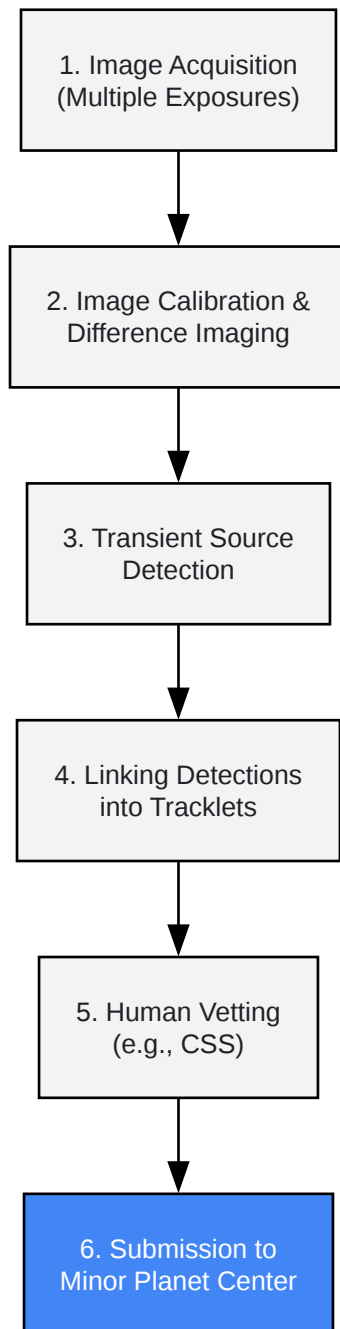 1. Image Acquisition
(Multiple Exposures)
2. Image Calibration &
Difference Imaging
3. Transient Source
Detection
4. Linking Detections
into Tracklets
5. Human Vetting
(e.g., CSS)
6. Submission to
Minor Planet Center